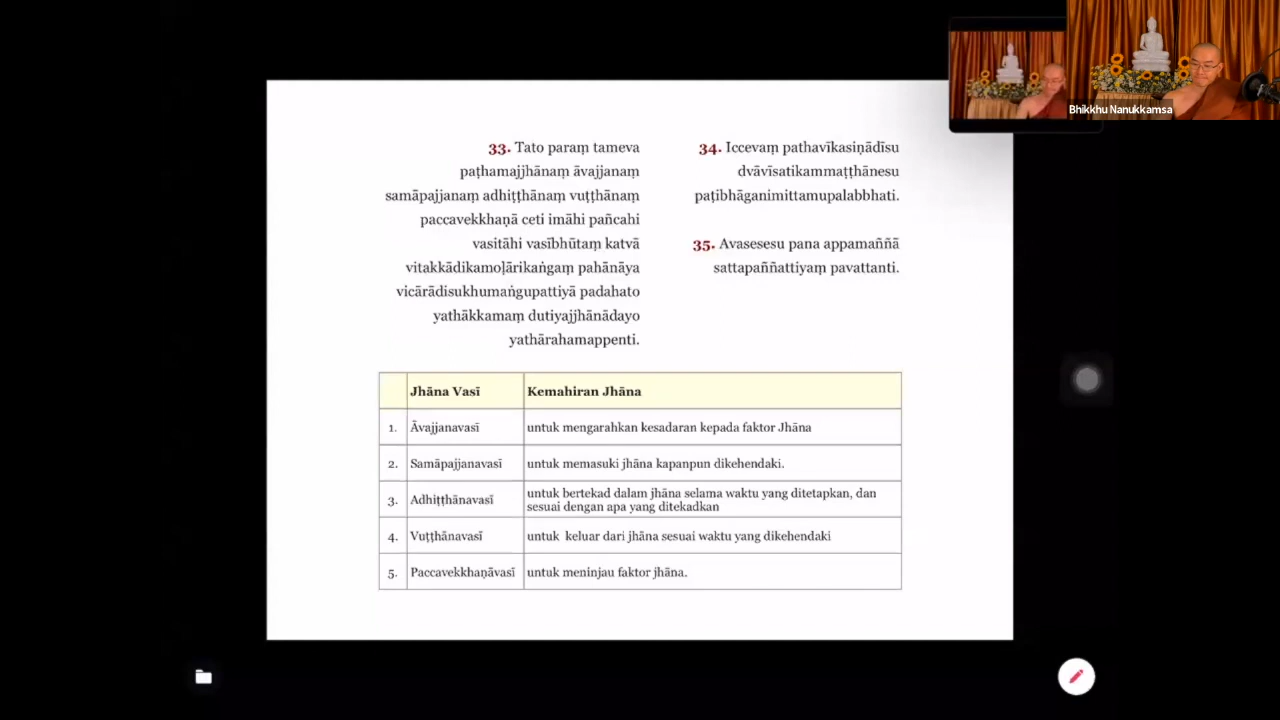 Bhikkhu Nanukkamsa
33. Tato paraṃ tameva
paṭhamajjhānaṃ āvajjanaṃ
samāpajjanaṃ adhiṭṭhānaṃ vuṭṭhānaṃ
paccavekkhaṇā ceti imāhi pañcahi
vasitāhi vasībhūtaṃ katvā
vitakkādikamoḷārikaṅgaṃ pahānāya
vicārādisukhumaṅgupattiyā padahato
yathākkamaṃ dutiyajjhānādayo
yathārahamappenti.
34. Iccevaṃ pathavīkasiṇādīsu
dvāvīsatikammaṭṭhānesu
paṭibhāganimittamupalabbhati.
35. Avasesesu pana appamaññā
sattapaññattiyaṃ pavattanti.
Jhāna Vasī Kemahiran Jhāna
1. Āvajjanavasī untuk mengarahkan kesadaran kepada faktor Jhāna
2. Samāpajjanavasī untuk memasuki jhāna kapanpun dikehendaki.
3. Adhiṭṭhānavasī untuk bertekad dalam jhāna selama waktu yang ditetapkan, dan
sesuai dengan apa yang ditekadkan
4. Vuṭṭhānavasī untuk keluar dari jhāna sesuai waktu yang dikehendaki
5. Paccavekkhaṇāvasī untuk meninjau faktor jhāna.